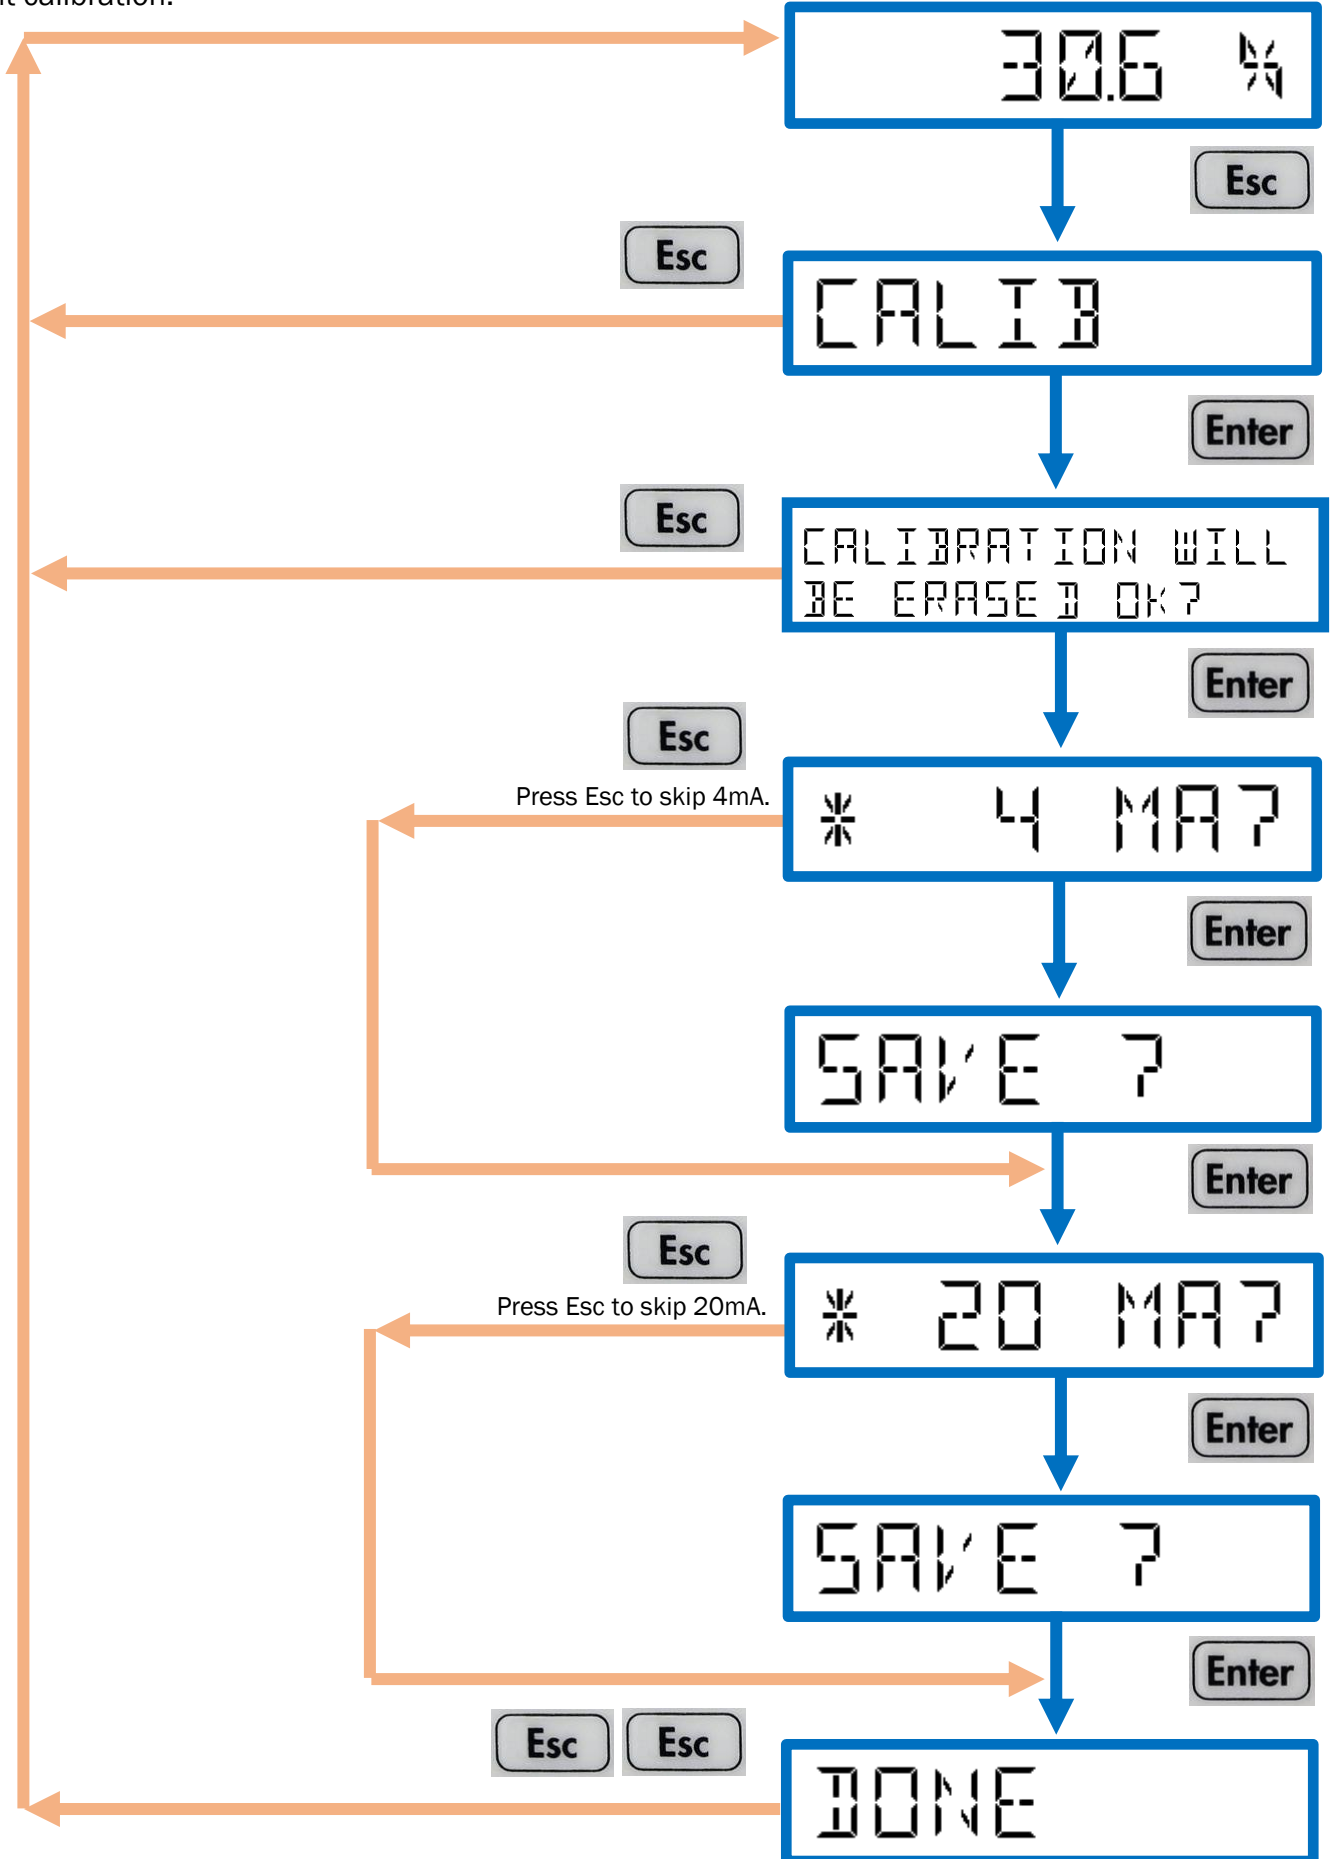 t calibration.
30.6 %
Esc
Esc
CALIB
Enter
Esc
CALIBRATION WILL
BE ERASED OK?
Enter
Esc
Press Esc to skip 4mA.
* 4 MA?
Enter
SAVE ?
Enter
Esc
Press Esc to skip 20mA.
* 20 MA?
Enter
SAVE ?
Enter
Esc Esc
DONE